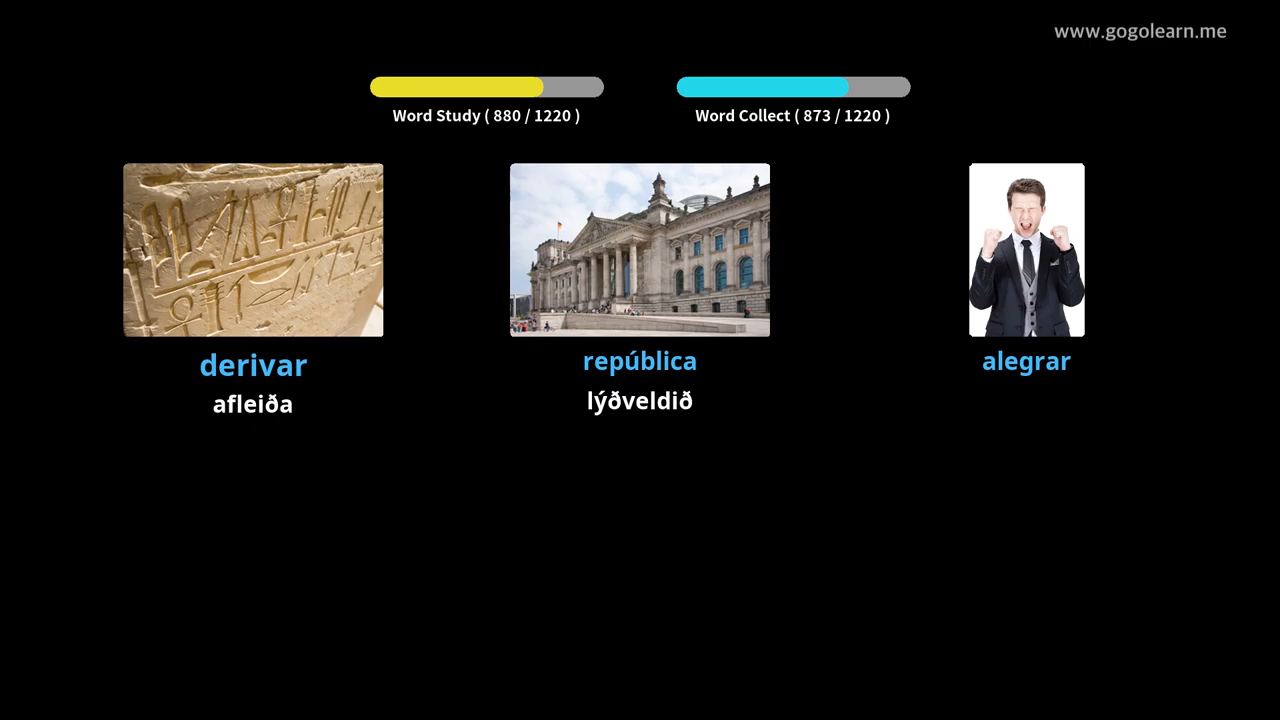 www.gogolearn.me
Word Study ( 880 / 1220 )
Word Collect ( 873 / 1220 )
derivar
afleiða
república
lýðveldið
alegrar